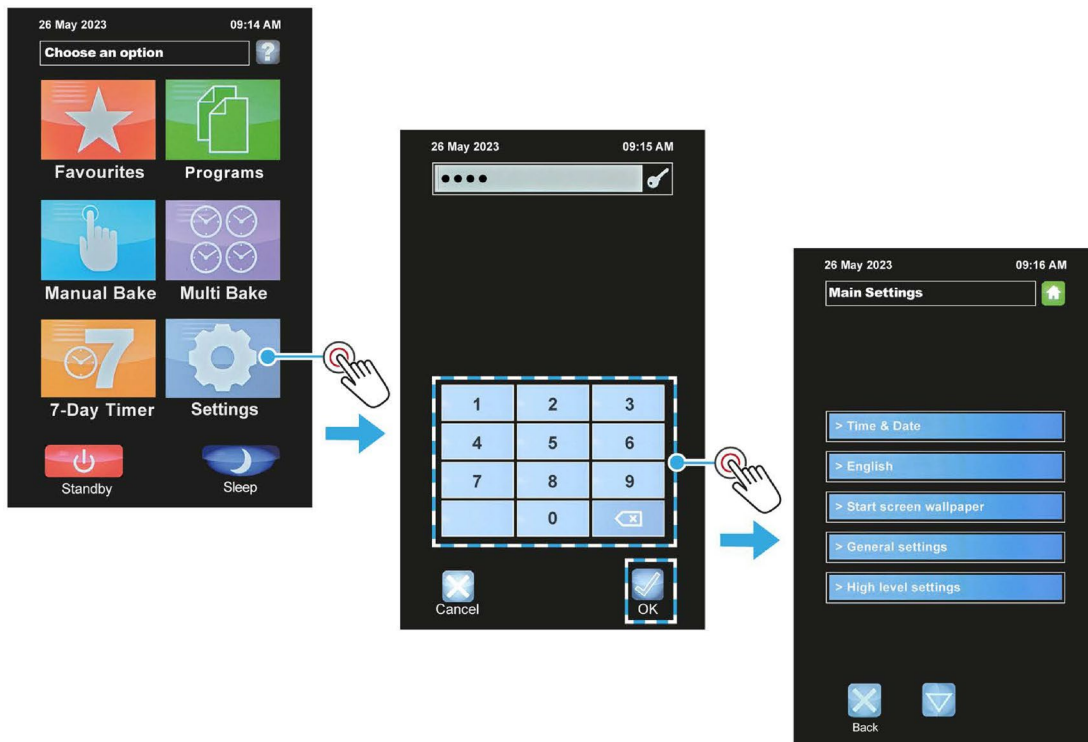 26 May 2023 09:14 AM
Choose an option ?
Favourites Programs
Manual Bake Multi Bake
7
7-Day Timer Settings
Standby Sleep
26 May 2023 09:15 AM
••••
1 2 3
4 5 6
7 8 9
0
Cancel OK
26 May 2023 09:16 AM
Main Settings
> Time & Date
> English
> Start screen wallpaper
> General settings
> High level settings
Back